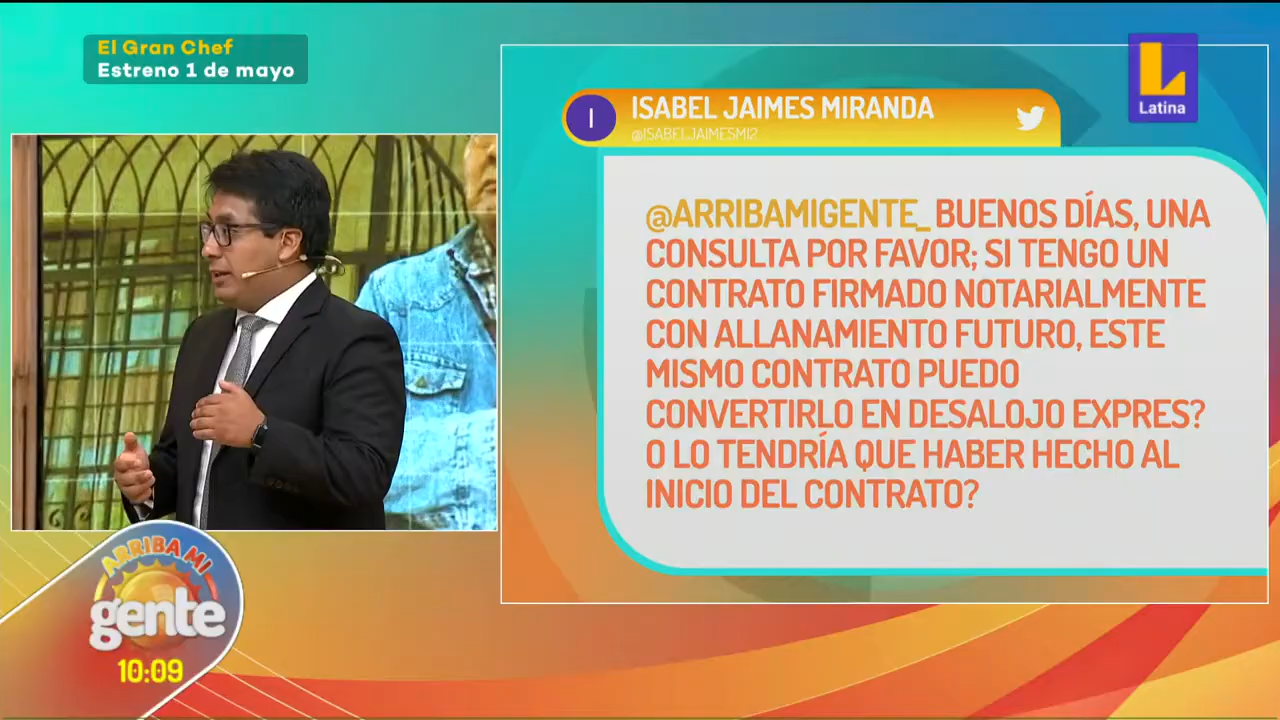 El Gran Chef
Estreno 1 de mayo
Latina
I
ISABEL JAIMES MIRANDA
@ISABELJAIMESMI2
@ARRIBAMIGENTE_ BUENOS DÍAS, UNA
CONSULTA POR FAVOR; SI TENGO UN
CONTRATO FIRMADO NOTARIALMENTE
CON ALLANAMIENTO FUTURO, ESTE
MISMO CONTRATO PUEDO
CONVERTIRLO EN DESALOJO EXPRES?
O LO TENDRÍA QUE HABER HECHO AL
INICIO DEL CONTRATO?
ARRIBA MI
gente
10:09